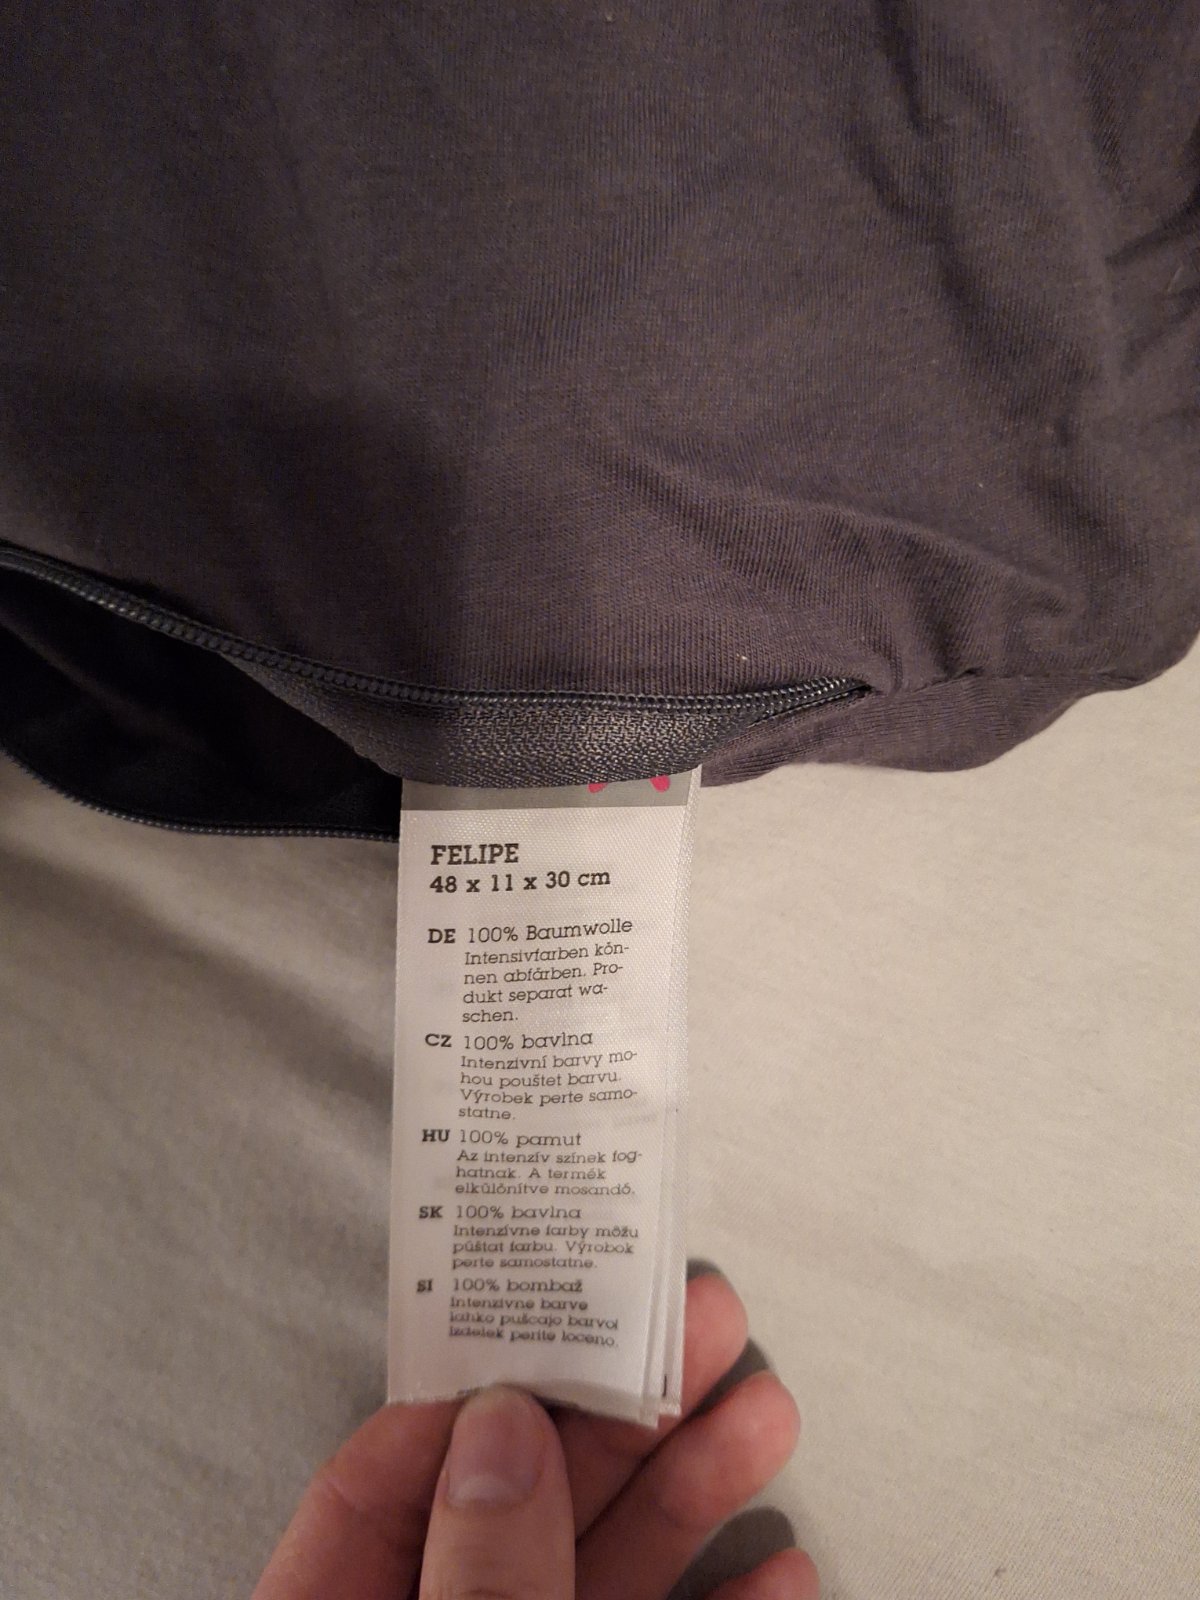 FELIPE
48 x 11 x 30 cm
DE 100% Baumwolle
Intensivfarben kön-
nen abfärben. Pro-
dukt separat wa-
schen.
CZ 100% bavlna
Intenzivní barvy mo-
hou pouštet barvu.
Výrobek perte samo-
statne.
HU 100% pamut
Az intenzív színek fog-
hatnak. A termék
elkülönítve mosandó.
SK 100% bavlna
Intenzívne farby môžu
púštat farbu. Výrobok
perte samostatne.
SI 100% bombaž
Intenzivne barve
lahko pušcajo barvo!
Izdelek perite loceno.